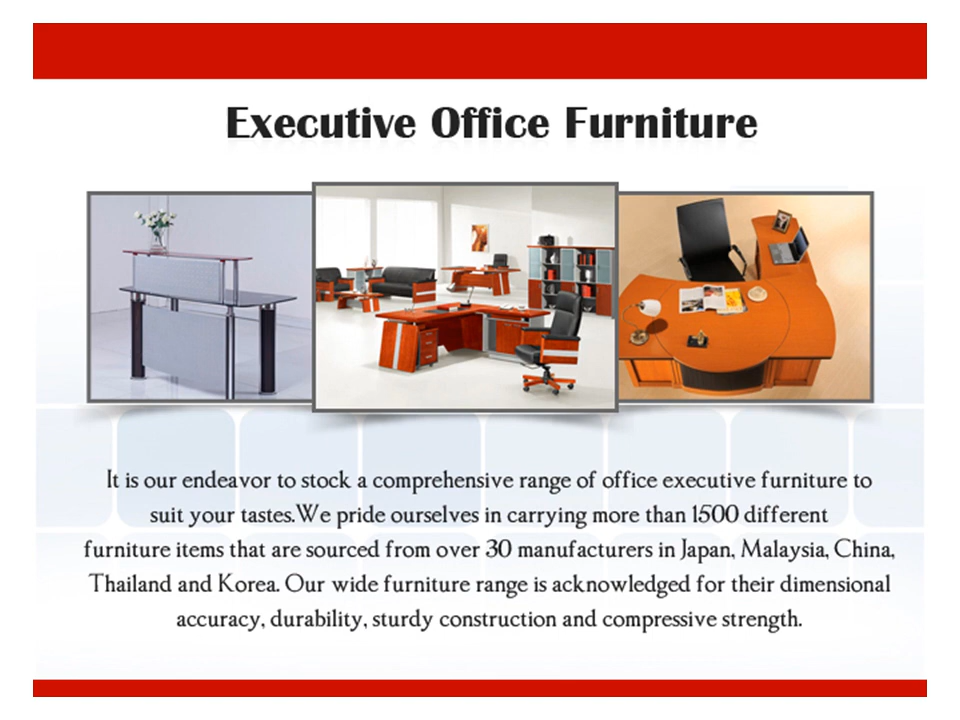 Executive Office Furniture
It is our endeavor to stock a comprehensive range of office executive furniture to
suit your tastes.We pride ourselves in carrying more than 1500 different
furniture items that are sourced from over 30 manufacturers in Japan, Malaysia, China,
Thailand and Korea. Our wide furniture range is acknowledged for their dimensional
accuracy, durability, sturdy construction and compressive strength.